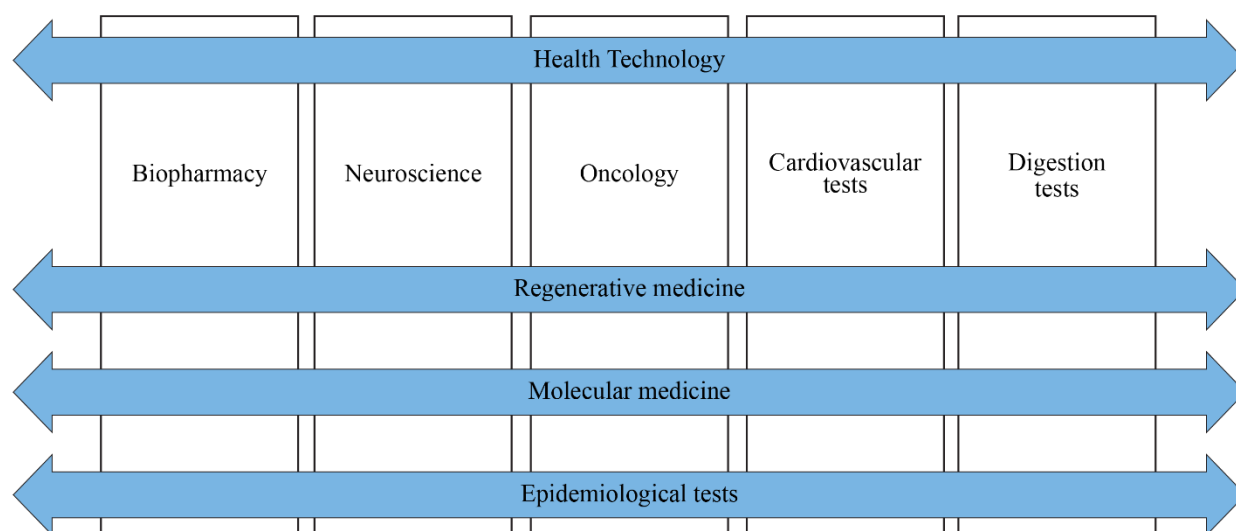 Health Technology
Biopharmacy
Neuroscience
Oncology
Cardiovascular
tests
Digestion
tests
Regenerative medicine
Molecular medicine
Epidemiological tests